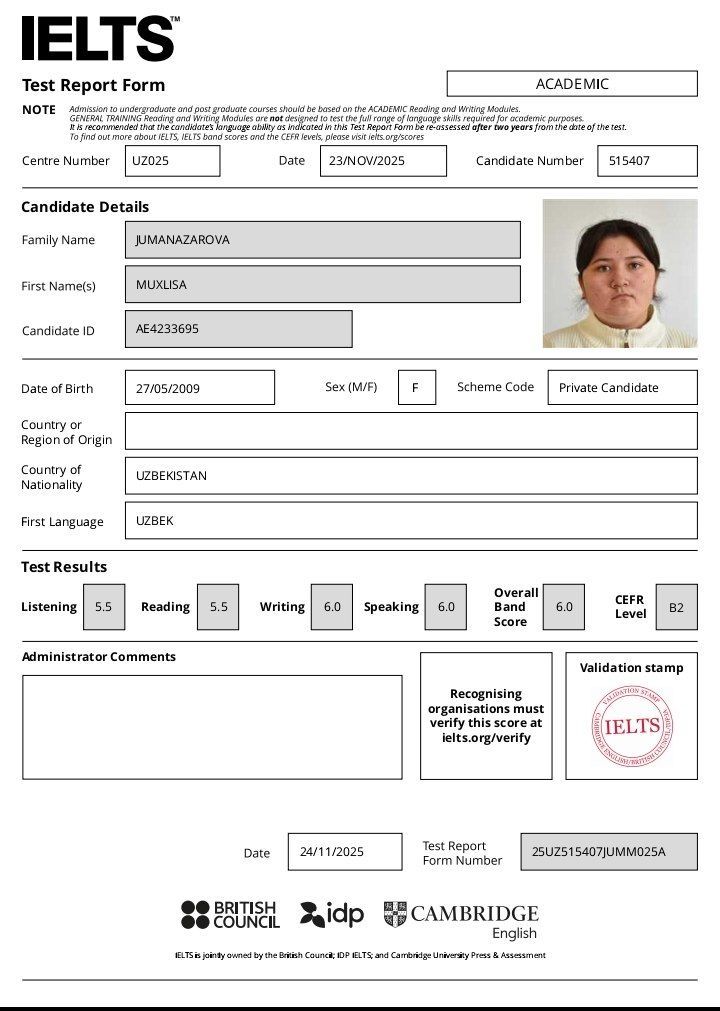 IELTS™
Test Report Form
ACADEMIC
NOTE Admission to undergraduate and post graduate courses should be based on the ACADEMIC Reading and Writing Modules.
GENERAL TRAINING Reading and Writing Modules are not designed to test the full range of language skills required for academic purposes.
It is recommended that the candidate's language ability as indicated in this Test Report Form be re-assessed after two years from the date of the test.
To find out more about IELTS, IELTS band scores and the CEFR levels, please visit ielts.org/scores
Centre Number UZ025 Date 23/NOV/2025 Candidate Number 515407
Candidate Details
Family Name JUMANAZAROVA
First Name(s) MUXLISA
Candidate ID AE4233695
Date of Birth 27/05/2009 Sex (M/F) F Scheme Code Private Candidate
Country or
Region of Origin
Country of
Nationality
UZBEKISTAN
First Language UZBEK
Test Results
Listening 5.5 Reading 5.5 Writing 6.0 Speaking 6.0
Overall
Band
Score
6.0
CEFR
Level
B2
Administrator Comments
Recognising
organisations must
verify this score at
ielts.org/verify
Validation stamp
VALIDATION STAMP
IELTS
CAMBRIDGE ENGLISH/BRITISH COUNCIL/IDP:IA
Date 24/11/2025
Test Report
Form Number
25UZ515407JUMM025A
BRITISH
COUNCIL
idp
CAMBRIDGE
English
IELTS is jointly owned by the British Council; IDP IELTS; and Cambridge University Press & Assessment